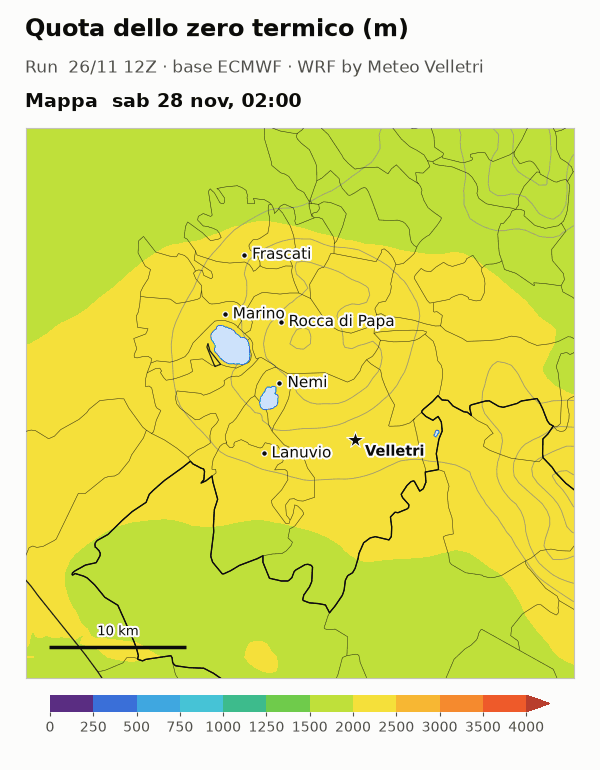 Quota dello zero termico (m)
Run 26/11 12Z · base ECMWF · WRF by Meteo Velletri
Mappa sab 28 nov, 02:00
Frascati
Marino
Rocca di Papa
Nemi
Velletri
Lanuvio
10 km
0 250 500 750 1000 1250 1500 2000 2500 3000 3500 4000